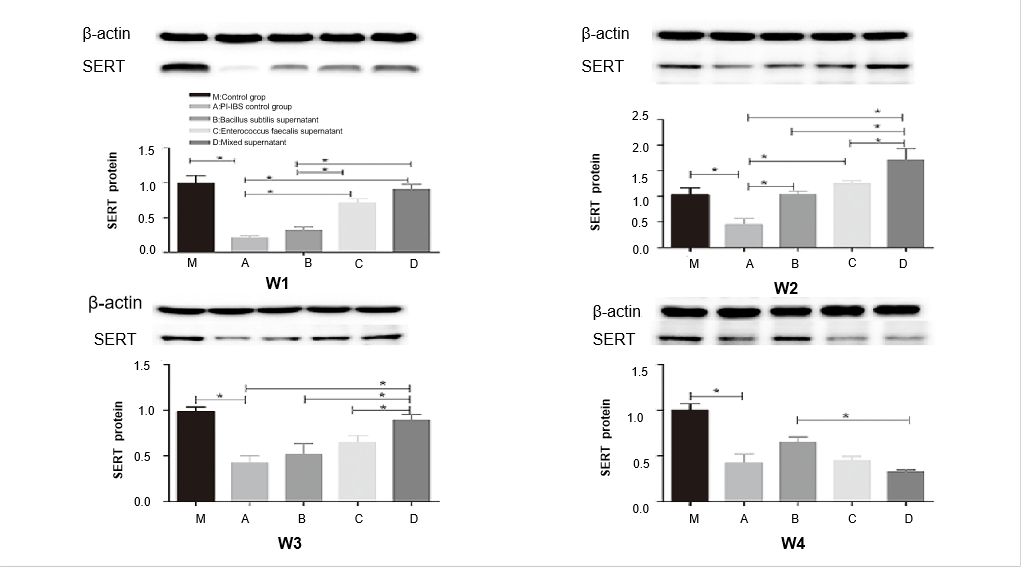 β-actin
SERT
M:Control grop
A:PI-IBS control group
B:Bacillus subtilis supernatant
C:Enterococcus faecalis supernatant
D:Mixed supernatant
SERT protein
1.5
1.0
0.5
0.0
* * * * * *
M A B C D
W1
β-actin
SERT
SERT protein
2.5
2.0
1.5
1.0
0.5
0.0
* * * * * *
M A B C D
W2
β-actin
SERT
SERT protein
1.5
1.0
0.5
0.0
* * * *
M A B C D
W3
β-actin
SERT
SERT protein
1.5
1.0
0.5
0.0
* *
M A B C D
W4